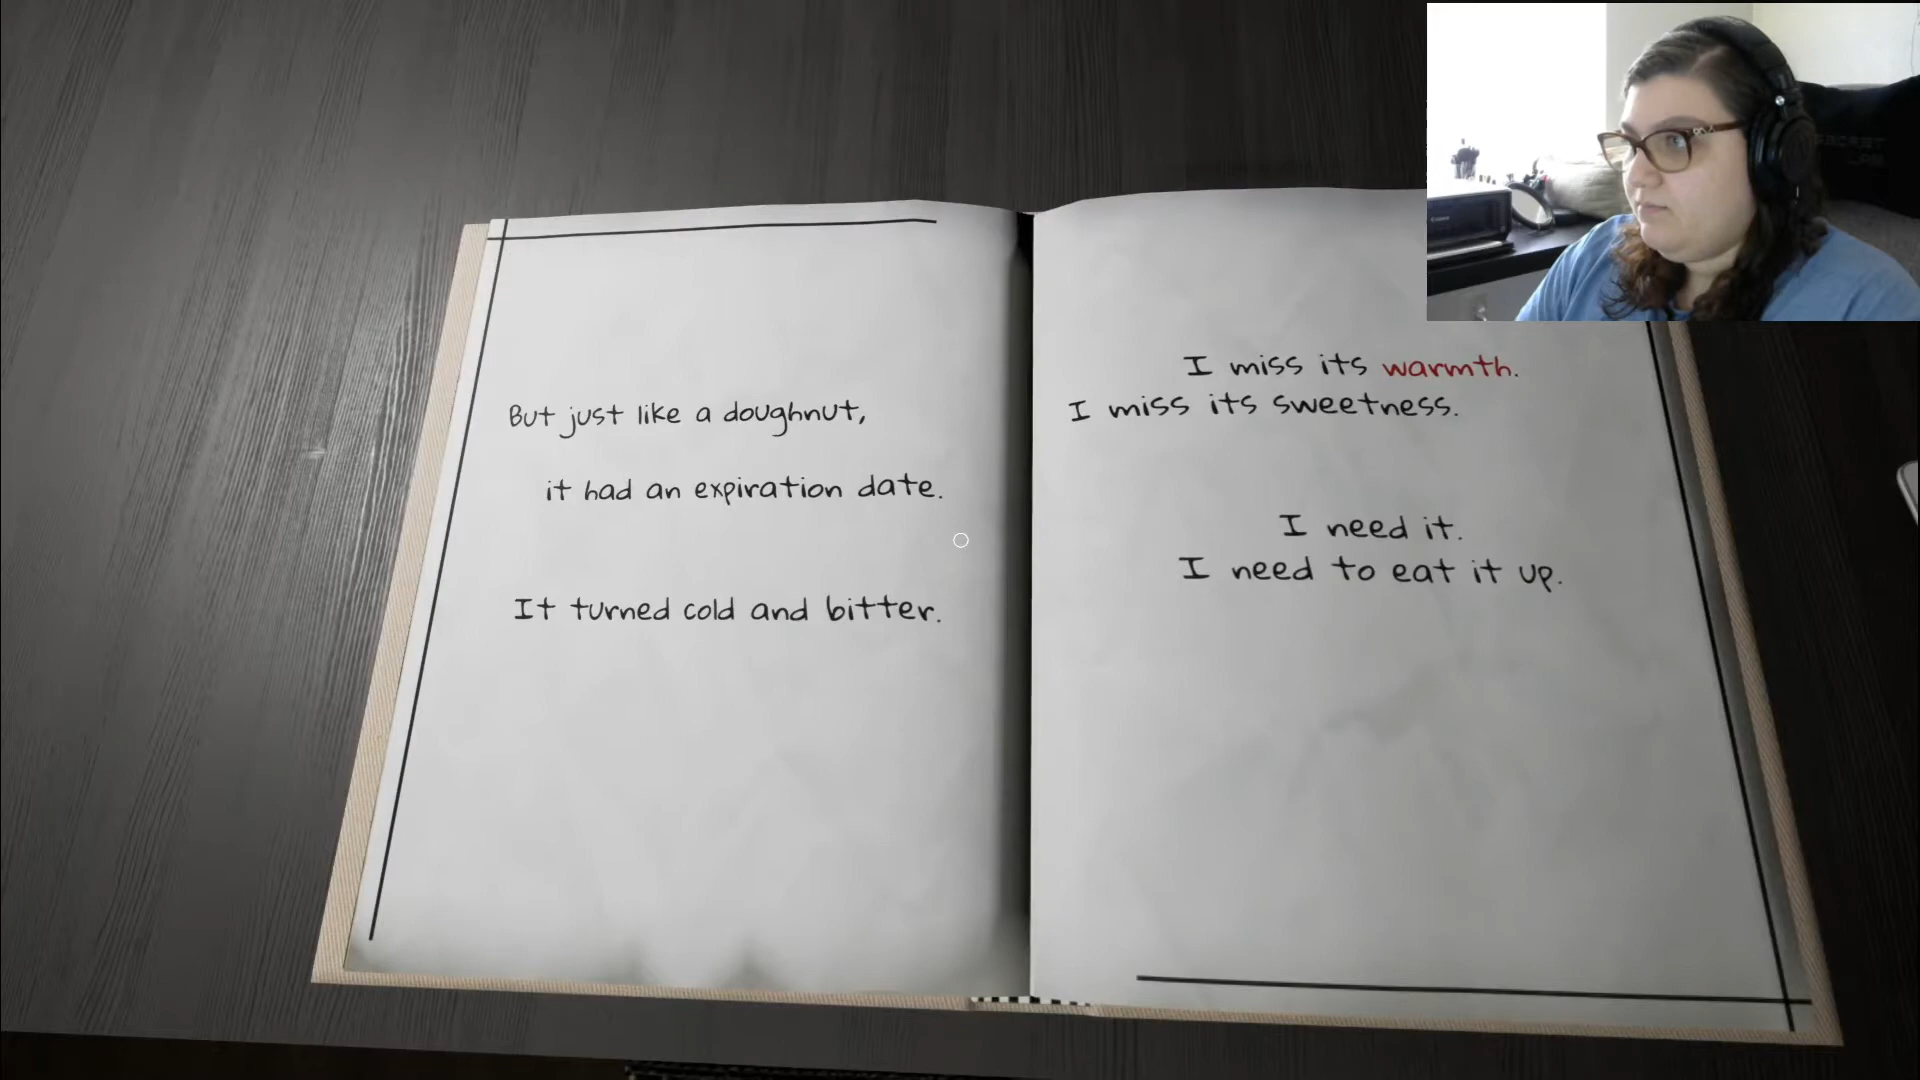 But just like a doughnut,
it had an expiration date.
It turned cold and bitter.
I miss its warmth.
I miss its sweetness.
I need it.
I need to eat it up.
Canon